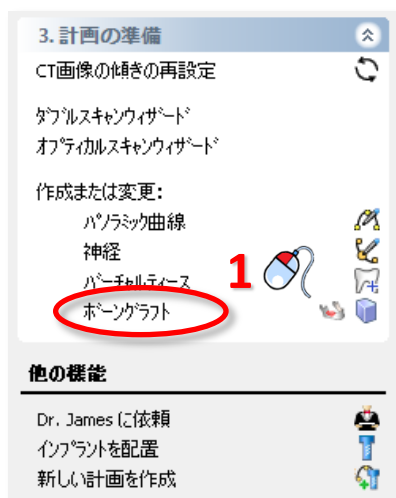 3. 計画の準備
CT画像の傾きの再設定
ダブルスキャンウィザード
オプティカルスキャンウィザード
作成または変更:
パノラミック曲線
神経
バーチャルティース
1
ボーングラフト
他の機能
Dr. James に依頼
インプラントを配置
新しい計画を作成